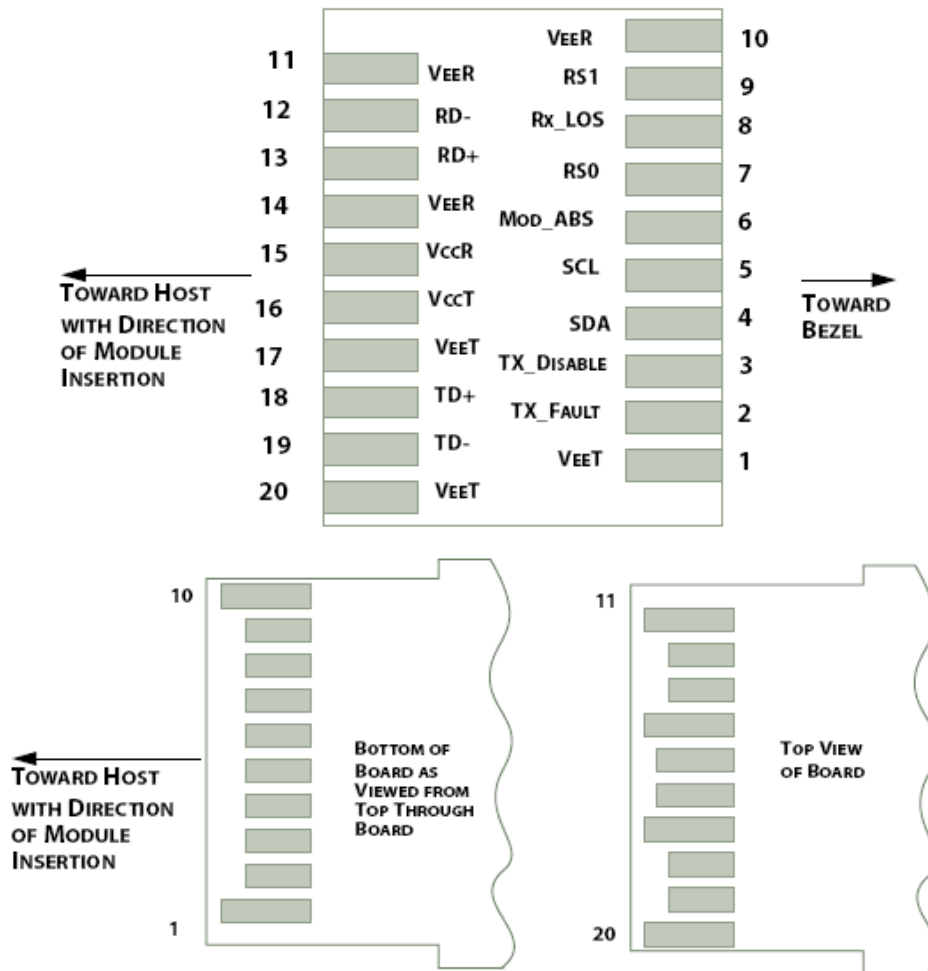 11
12
13
14
15
16
17
18
19
20
VEER
RD-
RD+
VEER
VCCR
VCCT
VEET
TD+
TD-
VEET
VEER
RS1
RX_LOS
RS0
MOD_ABS
SCL
SDA
TX_DISABLE
TX_FAULT
VEET
10
9
8
7
6
5
4
3
2
1
TOWARD HOST
WITH DIRECTION
OF MODULE
INSERTION
TOWARD
BEZEL
10
1
TOWARD HOST
WITH DIRECTION
OF MODULE
INSERTION
BOTTOM OF
BOARD AS
VIEWED FROM
TOP THROUGH
BOARD
11
20
TOP VIEW
OF BOARD